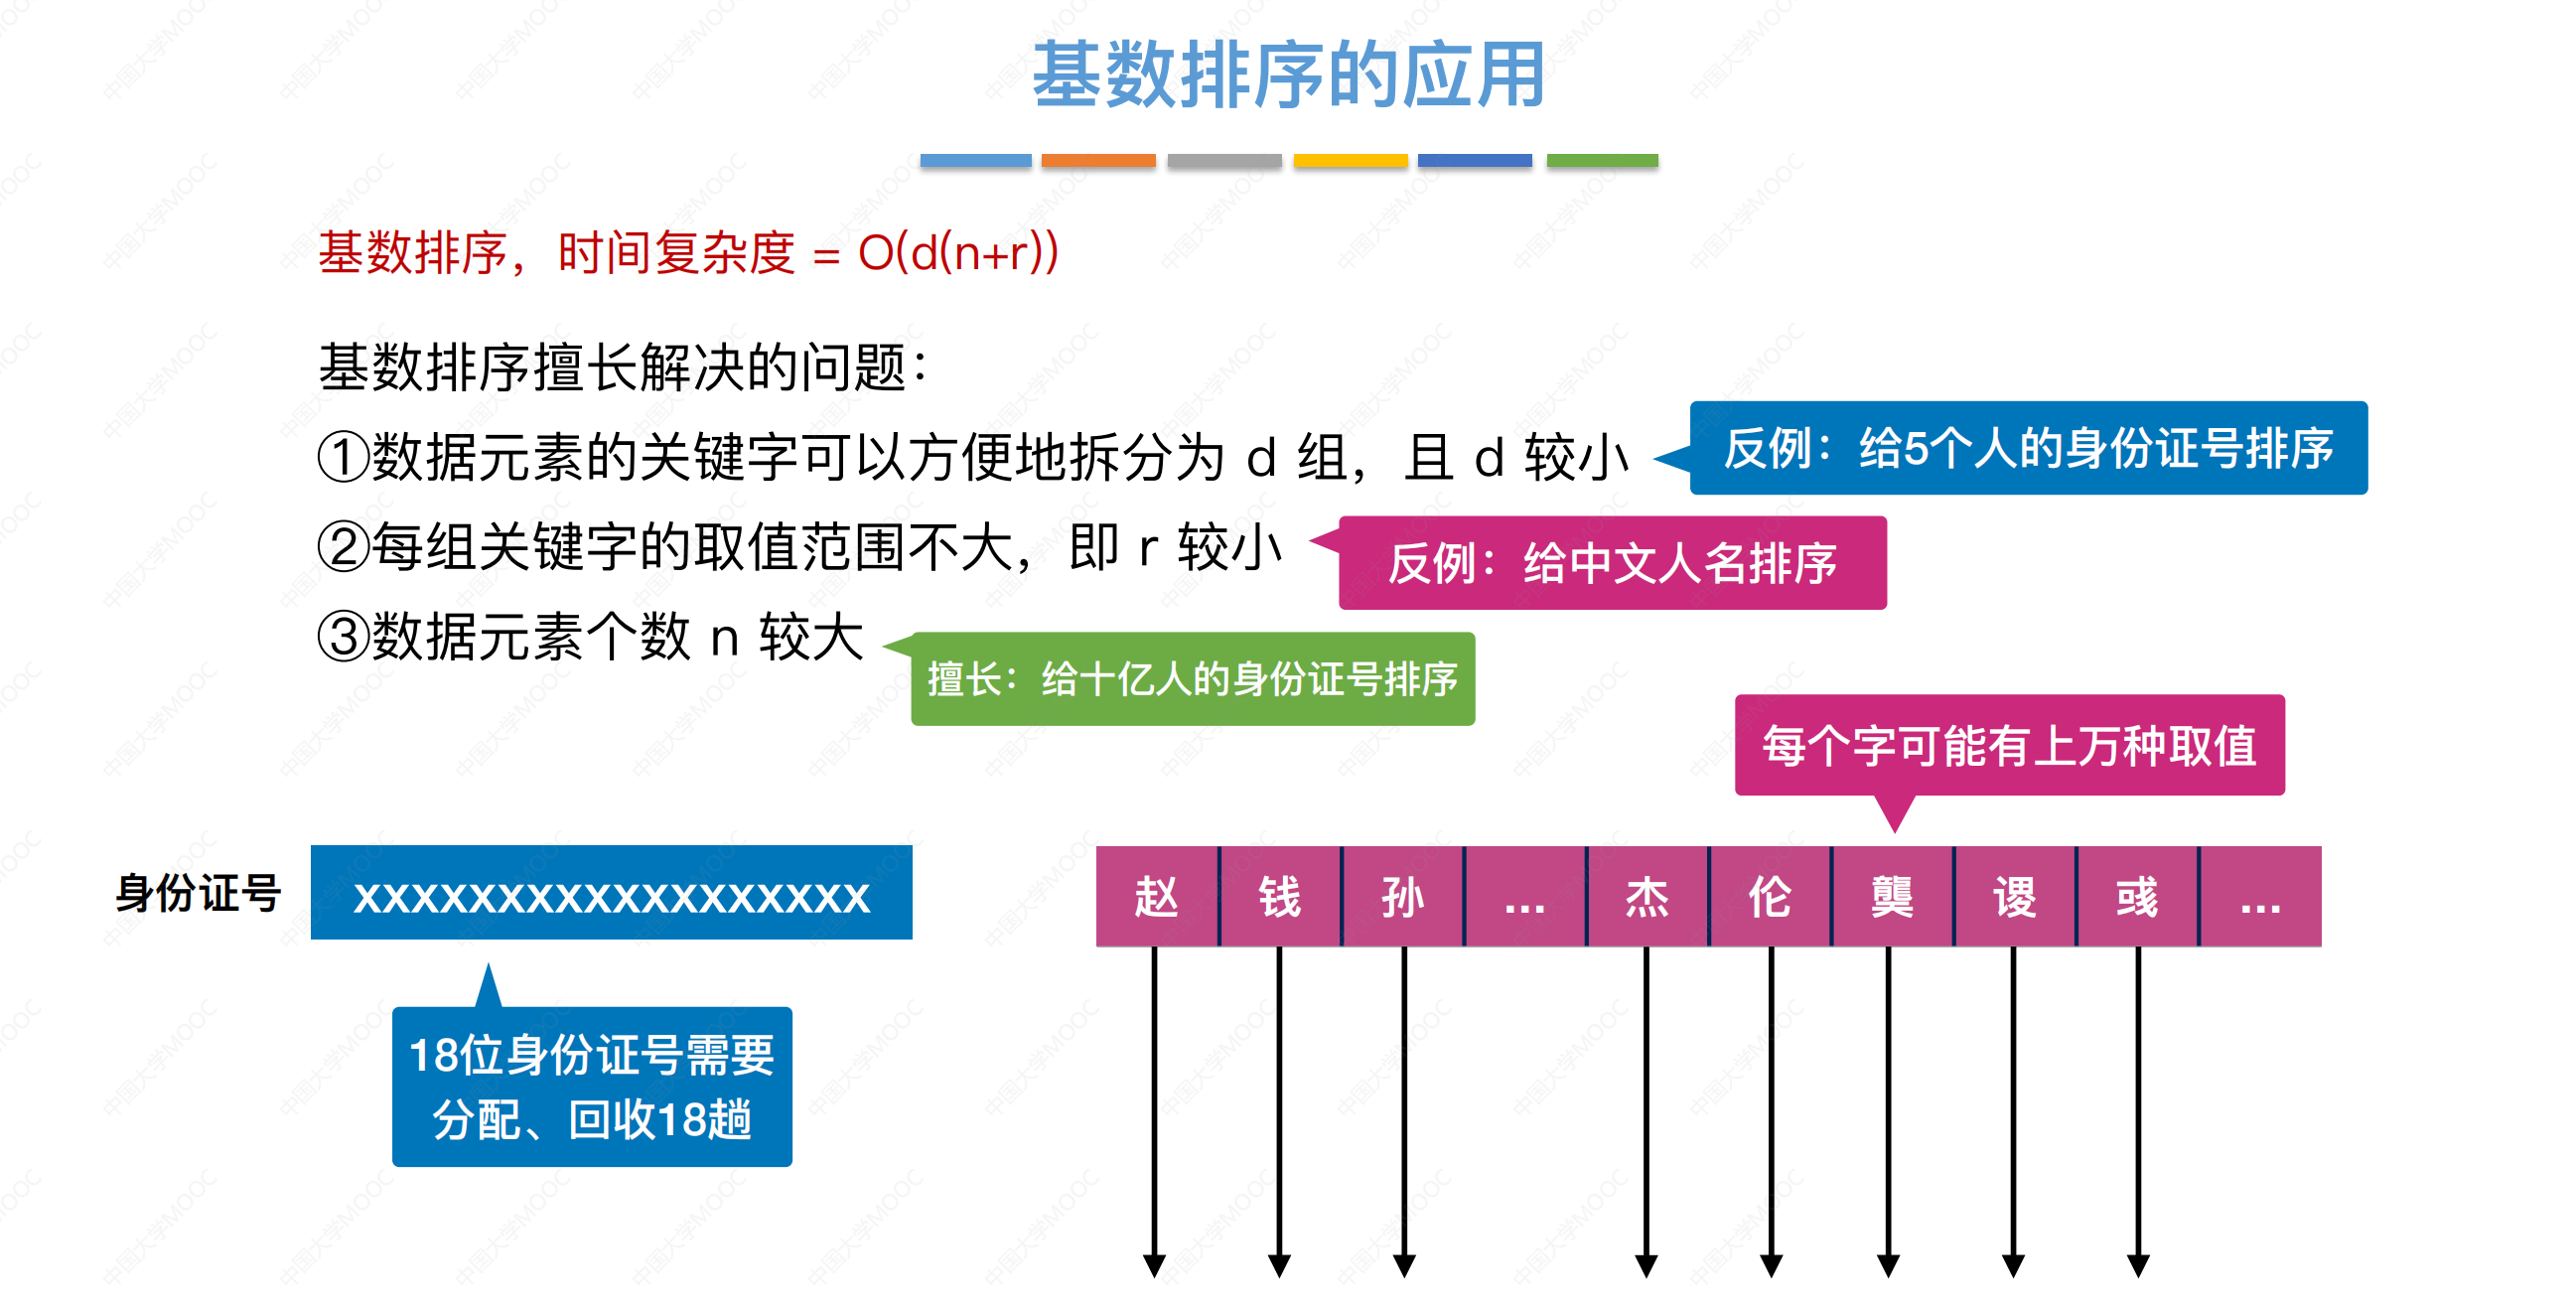 基数排序的应用
基数排序，时间复杂度 = O(d(n+r))
基数排序擅长解决的问题：
①数据元素的关键字可以方便地拆分为 d 组，且 d 较小
反例：给5个人的身份证号排序
②每组关键字的取值范围不大，即 r 较小
反例：给中文人名排序
③数据元素个数 n 较大
擅长：给十亿人的身份证号排序
每个字可能有上万种取值
身份证号
xxxxxxxxxxxxxxxxxx
赵 钱 孙 ... 杰 伦 龑 谡 彧 ...
18位身份证号需要
分配、回收18趟
中国大学MOOC